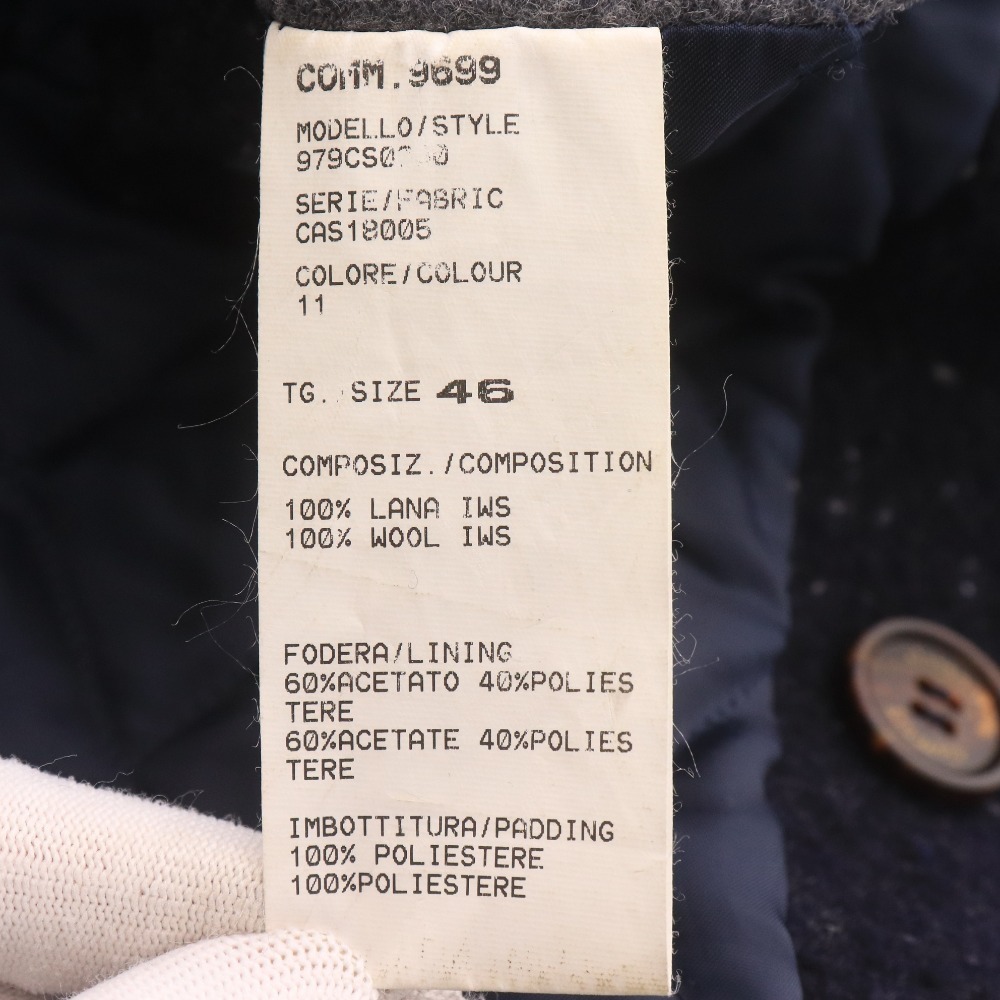 COMM.9699
MODELLO/STYLE
SERIE/FABRIC
CAS18005
COLORE/COLOUR
11
TG. SIZE 46
COMPOSIZ./COMPOSITION
100% LANA IWS
100% WOOL IWS
FODERA/LINING
60%ACETATO 40%POLIES
TERE
60%ACETATE 40%POLIES
TERE
IMBOTTITURA/PADDING
100% POLIESTERE
100%POLIESTERE